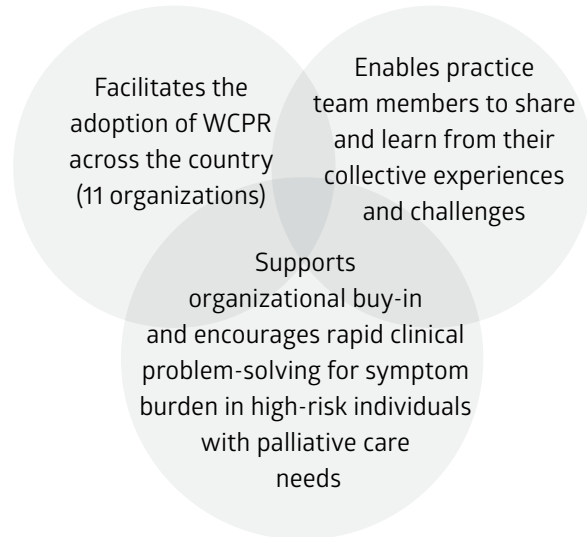 Facilitates the
adoption of WCPR
across the country
(11 organizations)
Enables practice
team members to share
and learn from their
collective experiences
and challenges
Supports
organizational buy-in
and encourages rapid clinical
problem-solving for symptom
burden in high-risk individuals
with palliative care
needs